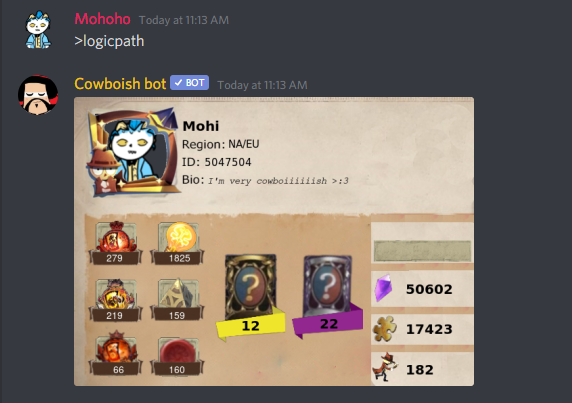 Mohoho Today at 11:13 AM
>logicpath
Cowboish bot ✓ BOT Today at 11:13 AM
Mohi
Region: NA/EU
ID: 5047504
Bio: I'm very cowboiiiiiish >:3
279 1825
219 159
66 160
? ?
12 22
50602
17423
182